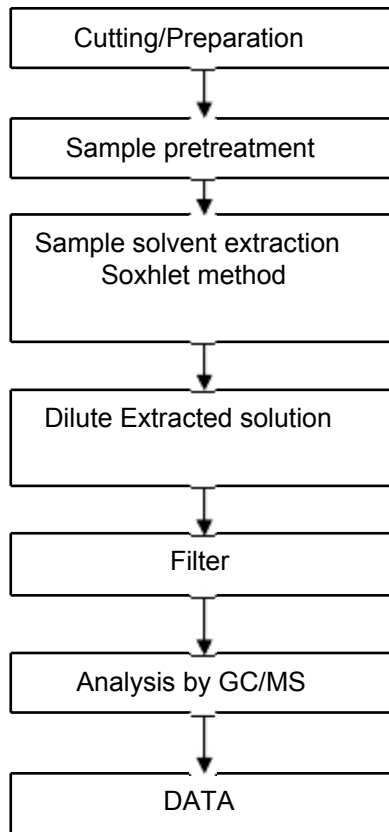 Cutting/Preparation
Sample pretreatment
Sample solvent extraction
Soxhlet method
Dilute Extracted solution
Filter
Analysis by GC/MS
DATA